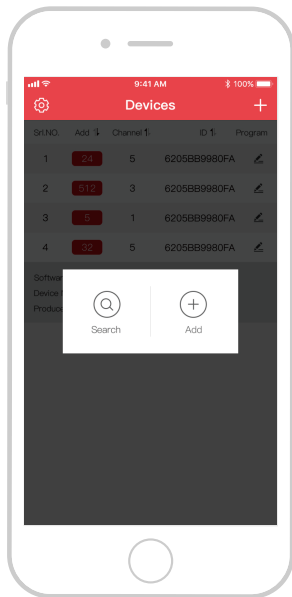 9:41 AM 100%
Devices
Srl.NO. Add Channel ID Program
1 24 5 6205BB9980FA
2 512 3 6205BB9980FA
3 5 1 6205BB9980FA
4 32 5 6205BB9980FA
Device
Search Add